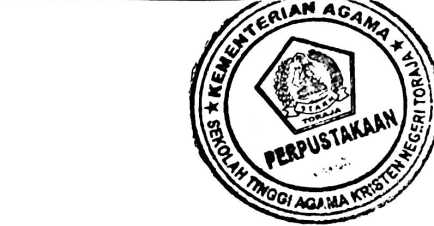 ★ KEMENTERIAN AGAMA ★
SEKOLAH TINGGI AGAMA KRISTEN NEGERI TORAJA
TORAJA
PERPUSTAKAAN